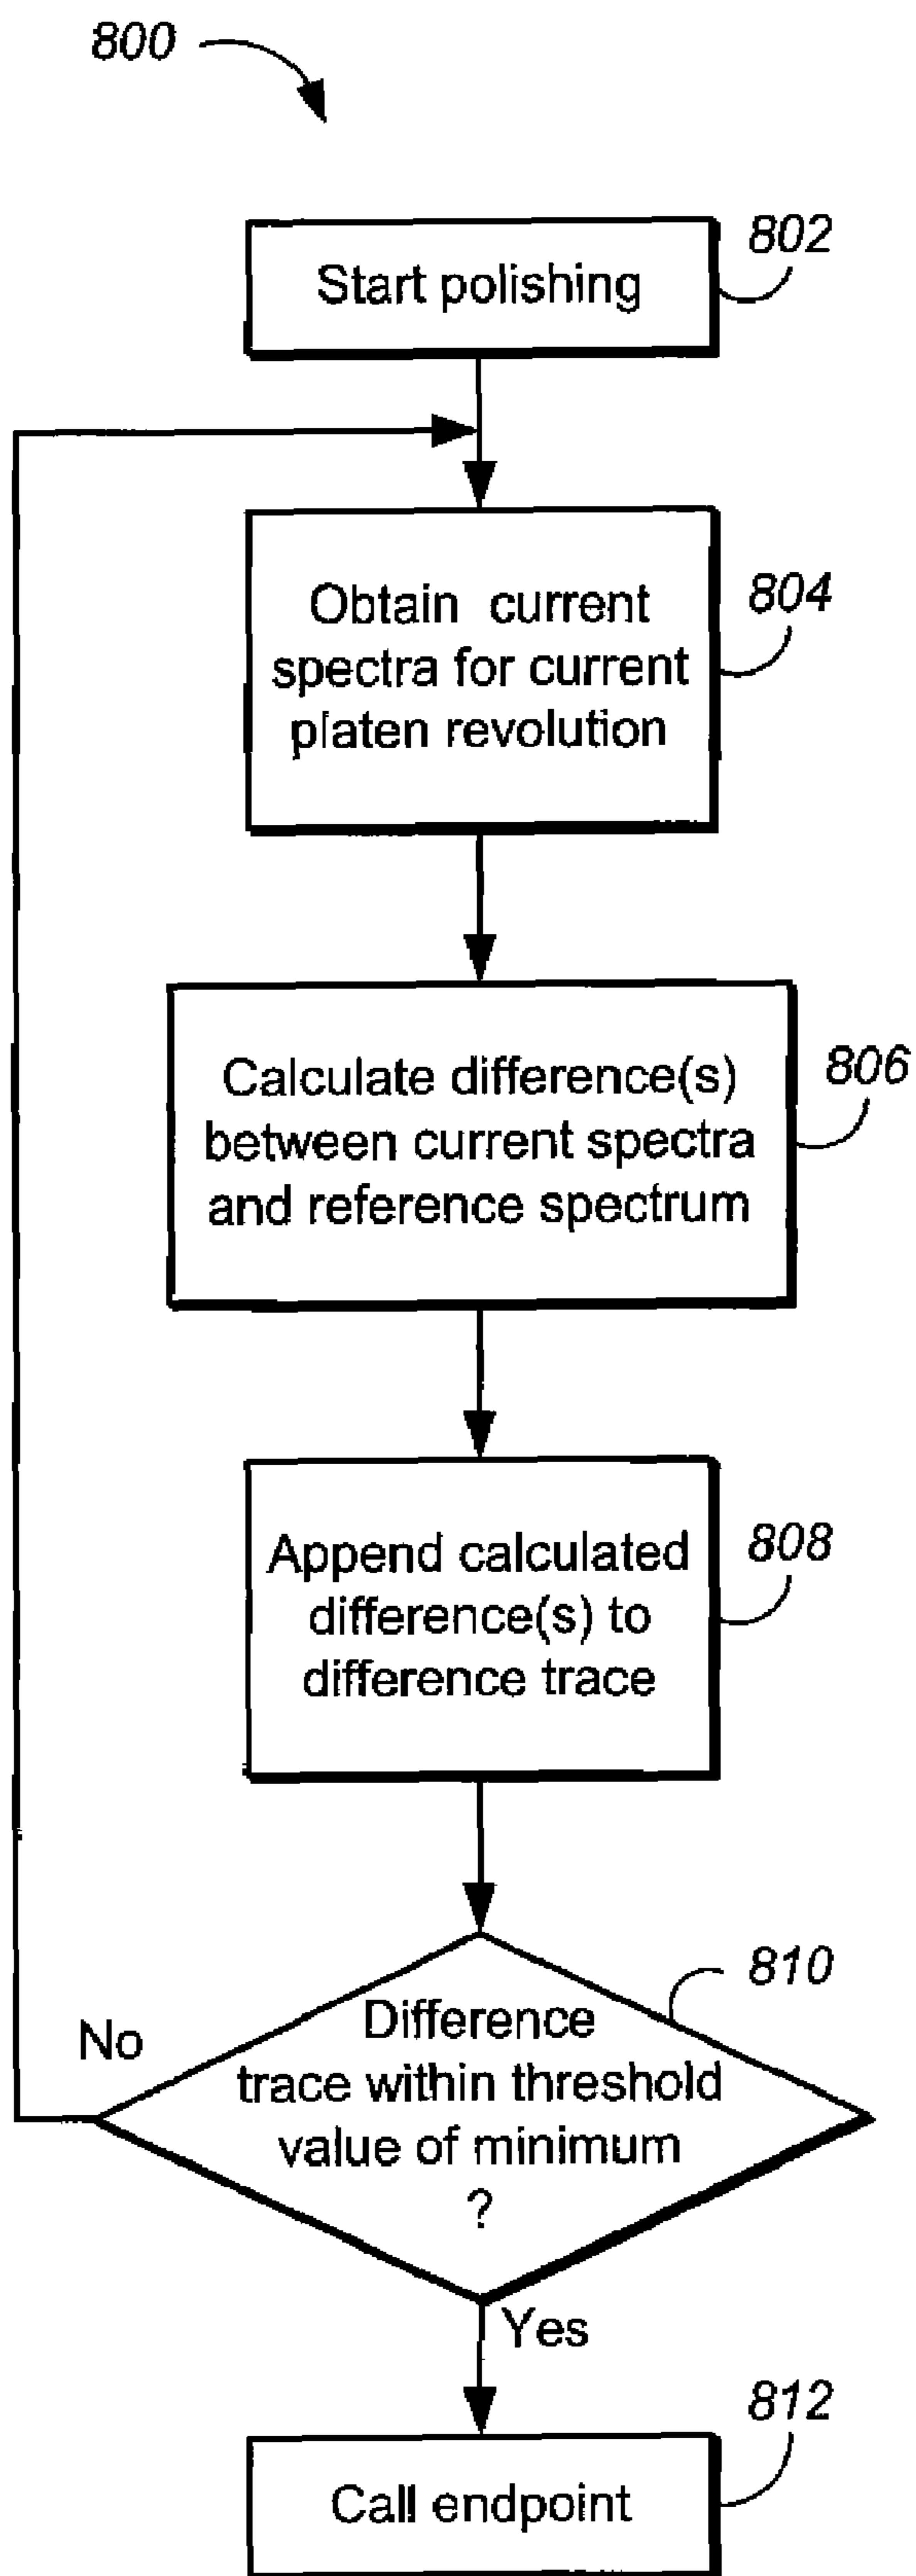 800
802
Start polishing
804
Obtain current
spectra for current
platen revolution
806
Calculate difference(s)
between current spectra
and reference spectrum
808
Append calculated
difference(s) to
difference trace
810
Difference
trace within threshold
value of minimum
?
No
Yes
812
Call endpoint